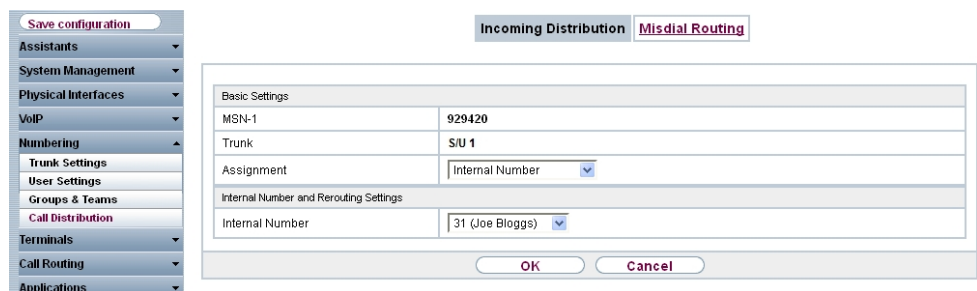 Save configuration
Assistants
System Management
Physical Interfaces
VoIP
Numbering
Trunk Settings
User Settings
Groups & Teams
Call Distribution
Terminals
Call Routing
Applications
Incoming Distribution Misdial Routing
Basic Settings
MSN-1 929420
Trunk S/U 1
Assignment Internal Number
Internal Number and Rerouting Settings
Internal Number 31 (Joe Bloggs)
OK Cancel